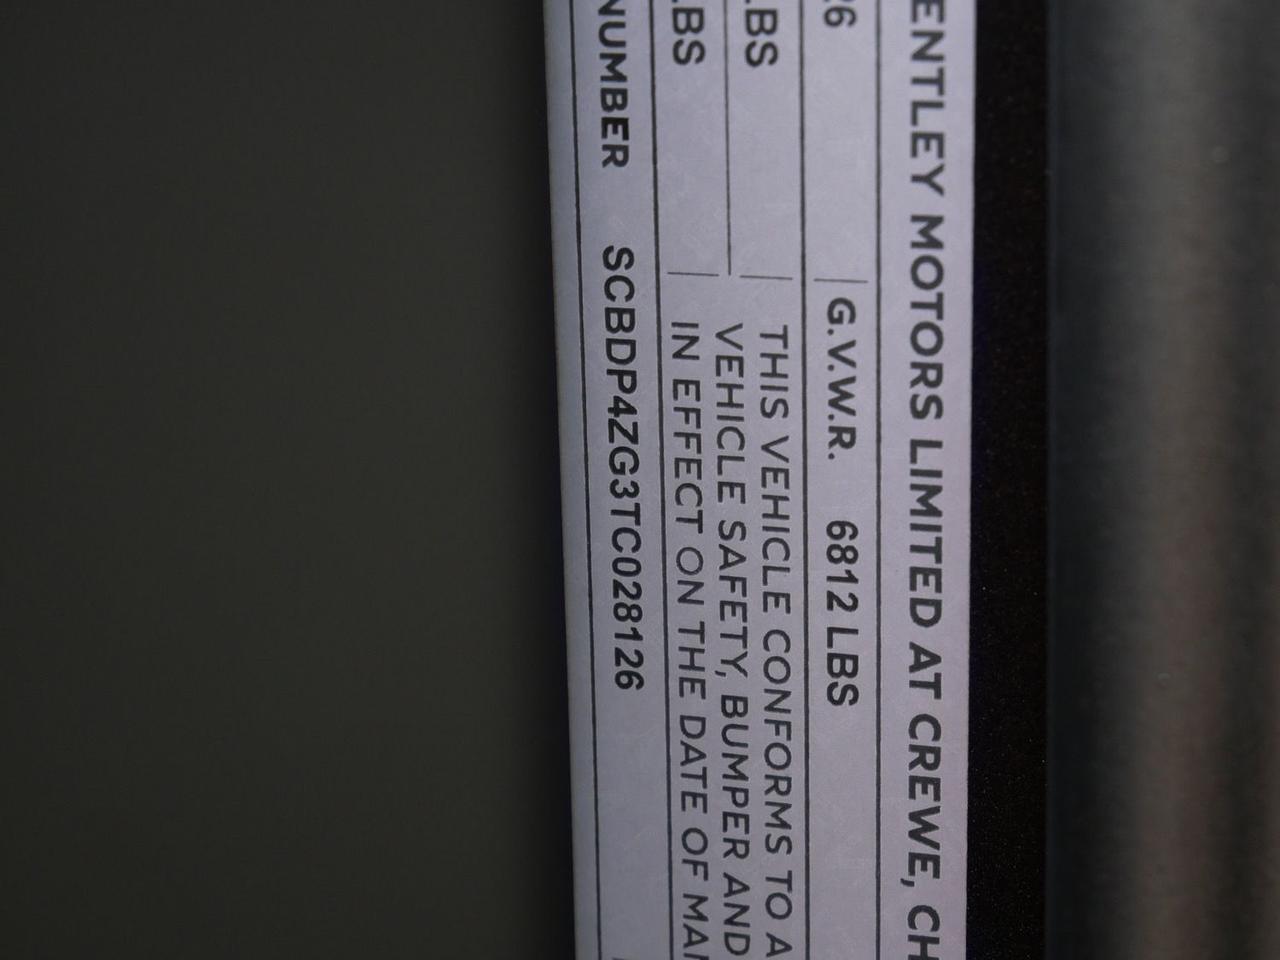 ENTLEY MOTORS LIMITED AT CREWE, CH
26 G.V.W.R. 6812 LBS
LBS THIS VEHICLE CONFORMS TO A
VEHICLE SAFETY, BUMPER AND
LBS IN EFFECT ON THE DATE OF MA
NUMBER SCBDP4ZG3TC028126